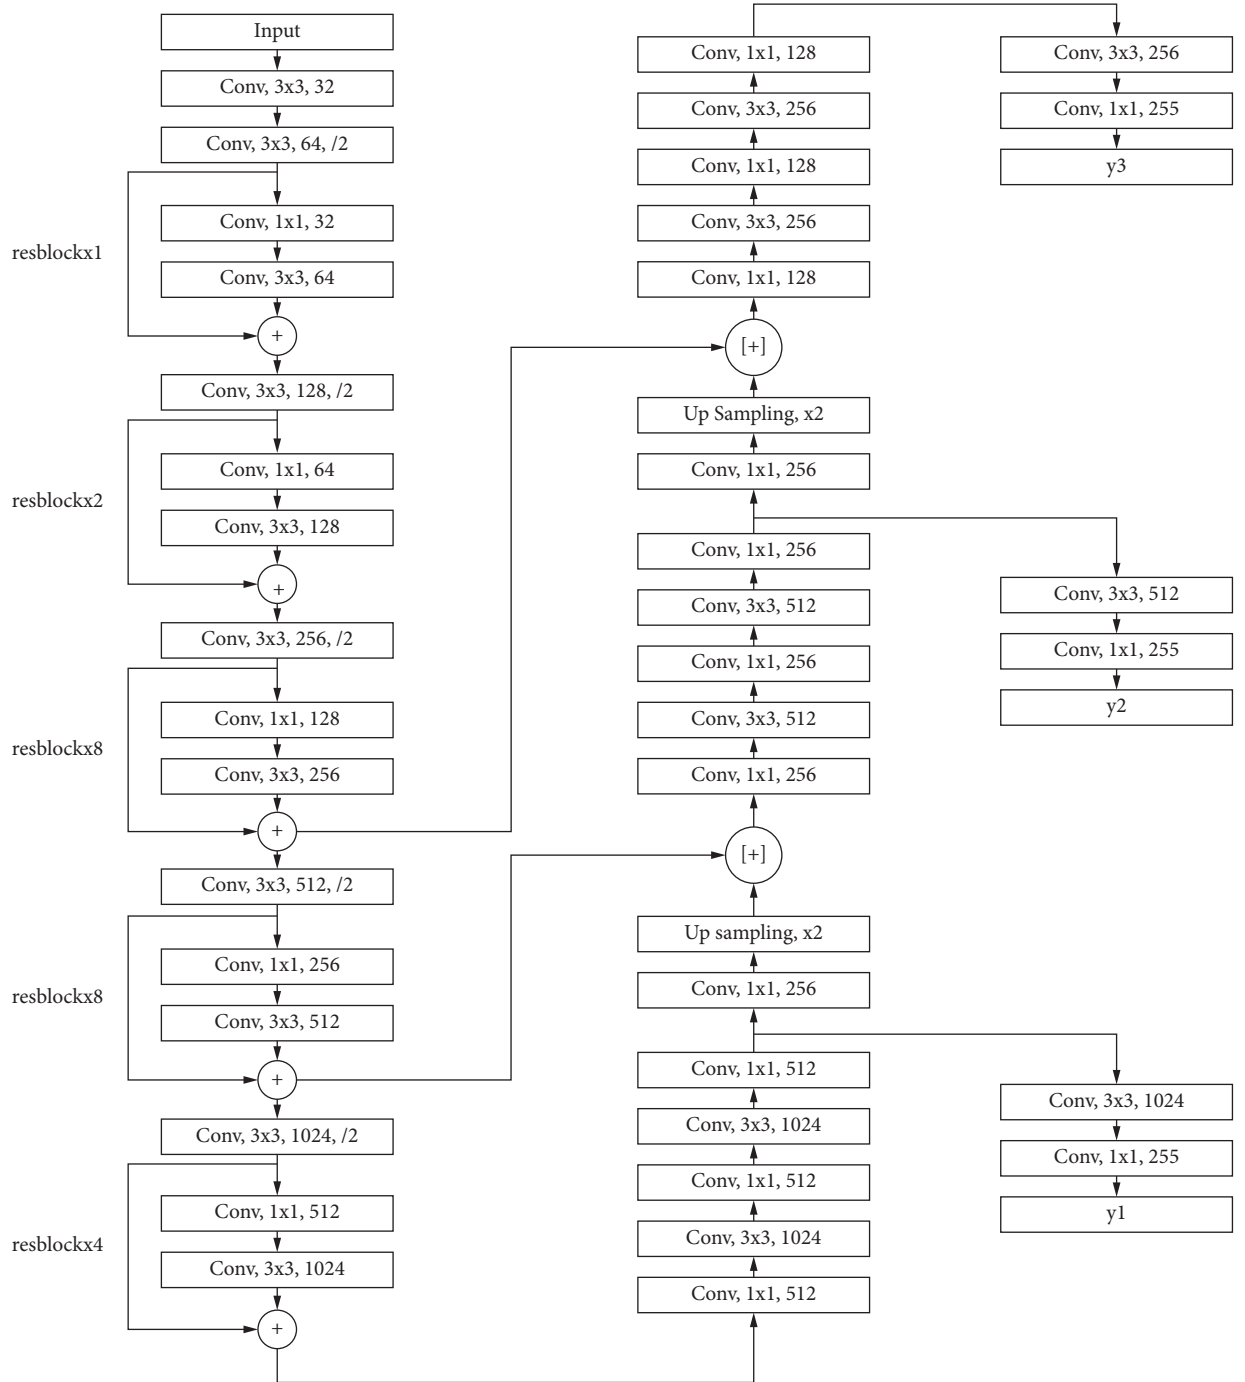 Input
Conv, 3x3, 32
Conv, 3x3, 64, /2
resblockx1
Conv, 1x1, 32
Conv, 3x3, 64
+
Conv, 3x3, 128, /2
resblockx2
Conv, 1x1, 64
Conv, 3x3, 128
+
Conv, 3x3, 256, /2
resblockx8
Conv, 1x1, 128
Conv, 3x3, 256
+
Conv, 3x3, 512, /2
resblockx8
Conv, 1x1, 256
Conv, 3x3, 512
+
Conv, 3x3, 1024, /2
resblockx4
Conv, 1x1, 512
Conv, 3x3, 1024
+
Conv, 1x1, 128
Conv, 3x3, 256
Conv, 1x1, 128
Conv, 3x3, 256
Conv, 1x1, 128
[+]
Up Sampling, x2
Conv, 1x1, 256
Conv, 1x1, 256
Conv, 3x3, 512
Conv, 1x1, 256
Conv, 3x3, 512
Conv, 1x1, 256
[+]
Up sampling, x2
Conv, 1x1, 256
Conv, 1x1, 512
Conv, 3x3, 1024
Conv, 1x1, 512
Conv, 3x3, 1024
Conv, 1x1, 512
Conv, 3x3, 256
Conv, 1x1, 255
y3
Conv, 3x3, 512
Conv, 1x1, 255
y2
Conv, 3x3, 1024
Conv, 1x1, 255
y1